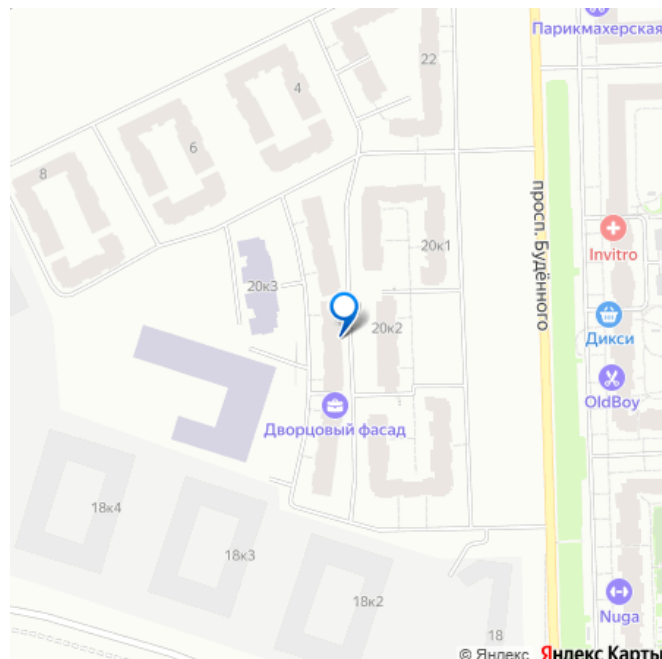 Парикмахерская
22
4
6
8
просп. Будённого
20к1
Invitro
20к3
20к2
Дикси
OldBoy
Дворцовый фасад
18к4
18к3
18к2
Nuga
18
© Яндекс Яндекс Карты